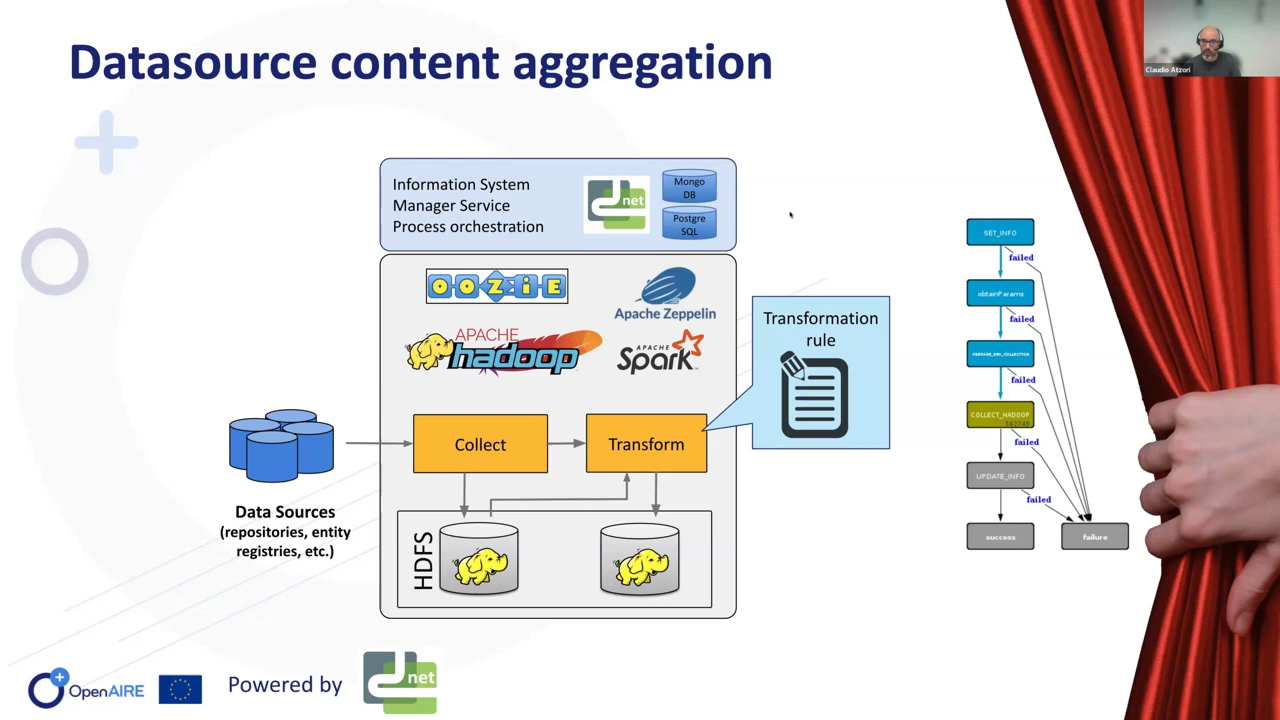 Datasource content aggregation
Claudio Atzori
Information System
Manager Service
Process orchestration
net
Mongo
DB
Postgre
SQL
OOZiE
Apache Zeppelin
APACHE
hadoop
APACHE
Spark
Transformation
rule
Collect
Transform
Data Sources
(repositories, entity
registries, etc.)
HDFS
SET_INFO
failed
obtainParams
failed
failed
COLLECT_HADOOP
failed
UPDATE_INFO
failed
success
failure
OpenAIRE
Powered by
net